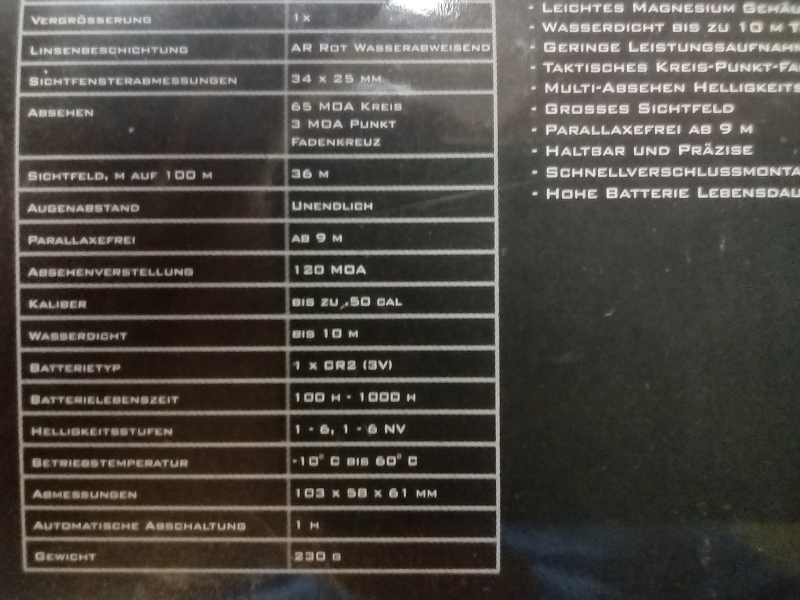 Vergrösserung 1x
Linsenbeschichtung AR Rot Wasserabweisend
Sichtfensterabmessungen 34 x 25 mm
Absehen 65 MOA Kreis
3 MOA Punkt
Fadenkreuz
Sichtfeld, m auf 100 m 36 m
Augenabstand Unendlich
Parallaxefrei ab 9 m
Absehenverstellung 120 MOA
Kaliber bis zu .50 cal
Wasserdicht bis 10 m
Batterietyp 1 x CR2 (3V)
Batterielebenszeit 100 h - 1000 h
Helligkeitsstufen 1 - 6, 1 - 6 NV
Betriebstemperatur -10° C bis 60° C
Abmessungen 103 x 58 x 61 mm
Automatische Abschaltung 1 h
Gewicht 230 g
- Leichtes Magnesium
- Wasserdicht bis zu 10 m
- Geringe
- Taktisches Kreis-Punkt-
- Multi-Absehen
- Grosses Sichtfeld
- Parallaxefrei ab 9 m
- Haltbar und Präzise
-
- Hohe Batterie